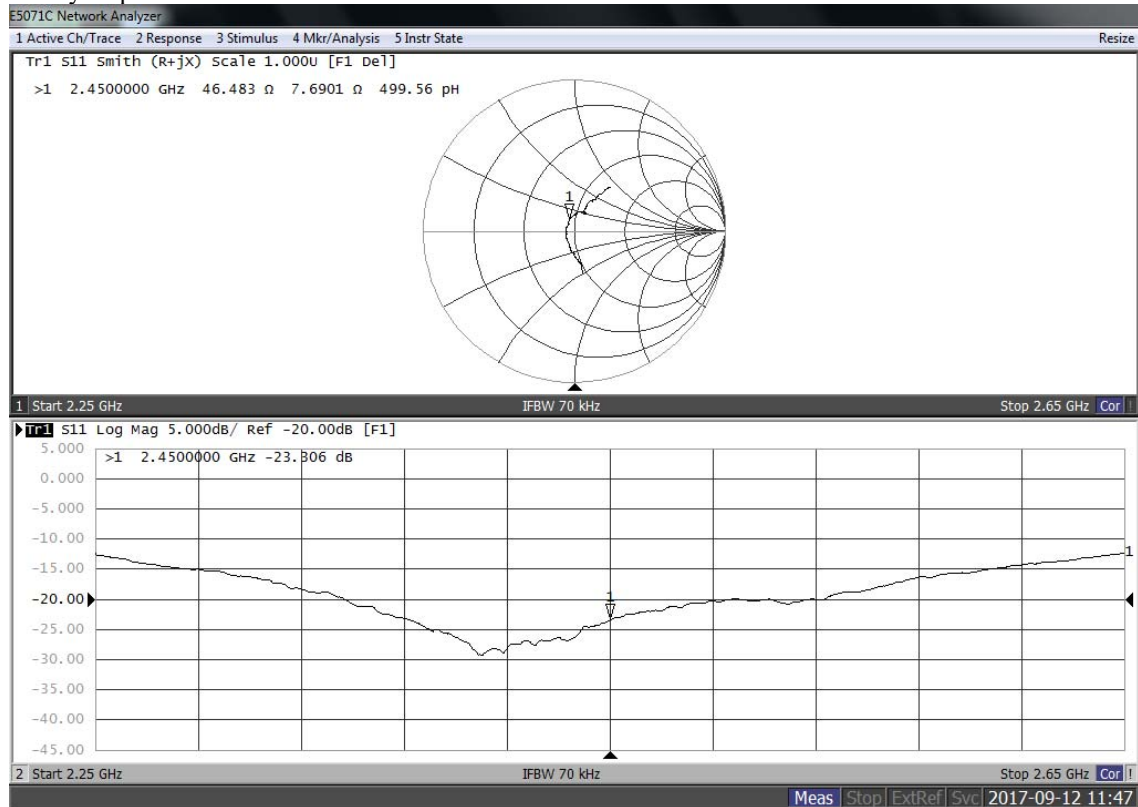 E5071C Network Analyzer
1 Active Ch/Trace 2 Response 3 Stimulus 4 Mkr/Analysis 5 Instr State Resize
Tr1 S11 Smith (R+jX) Scale 1.000U [F1 Del]
>1 2.4500000 GHz 46.483 Ω 7.6901 Ω 499.56 pH
1
1 Start 2.25 GHz IFBW 70 kHz Stop 2.65 GHz Cor !
Tr1 S11 Log Mag 5.000dB/ Ref -20.00dB [F1]
5.000
>1 2.4500000 GHz -23.306 dB
0.000
-5.000
-10.00
1
-15.00
-20.00
1
-25.00
-30.00
-35.00
-40.00
-45.00
2 Start 2.25 GHz IFBW 70 kHz Stop 2.65 GHz Cor !
Meas Stop ExtRef Svc 2017-09-12 11:47